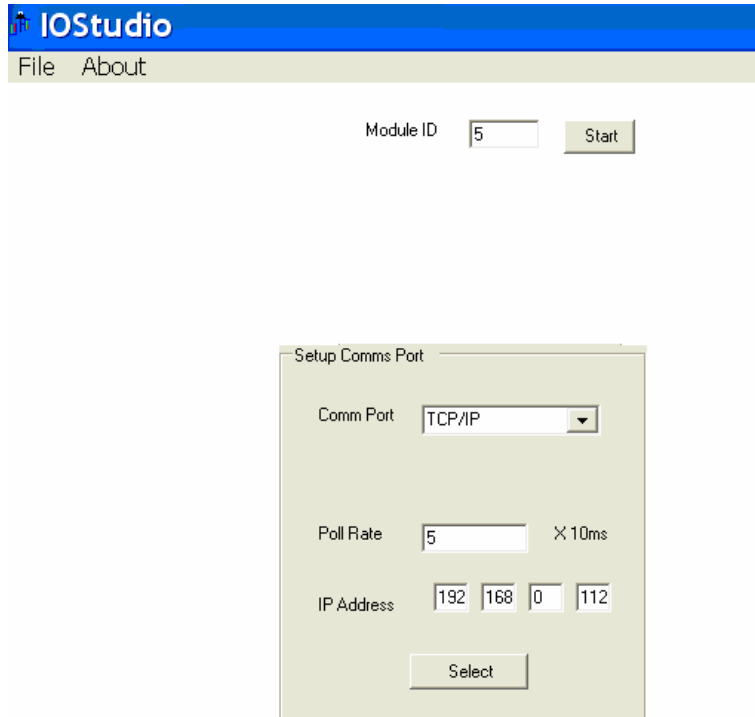 IOStudio
File About
Module ID 5 Start
Setup Comms Port
Comm Port TCP/IP
Poll Rate 5 X 10ms
IP Address 192 168 0 112
Select